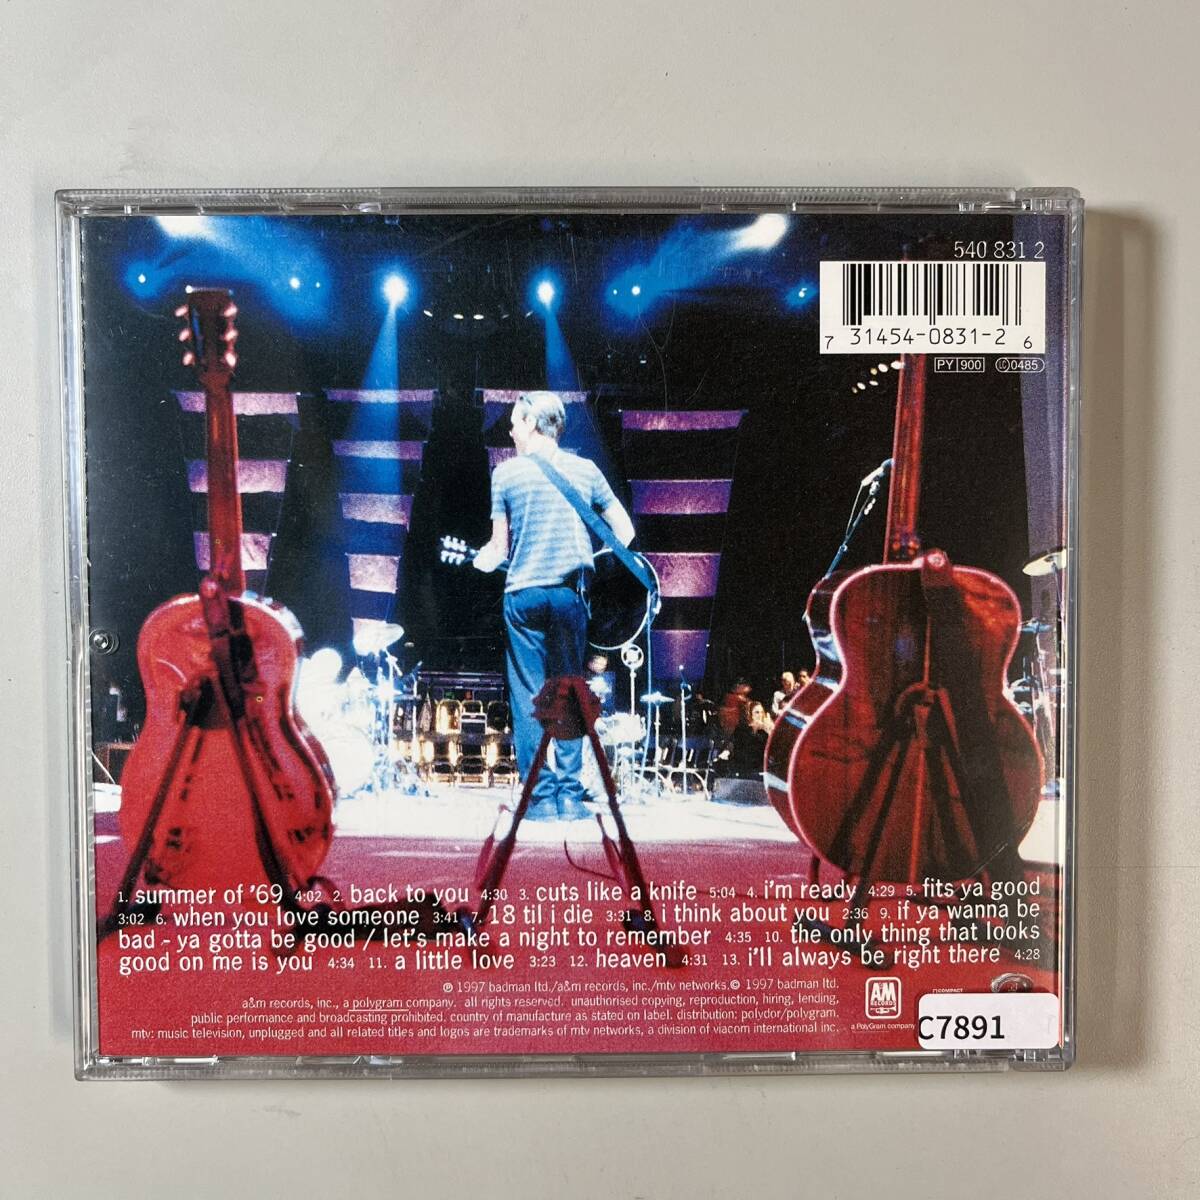 540 831 2
7 31454-0831-2 6
PY 900 LC 0485
1. summer of '69 4:02 2. back to you 4:30 3. cuts like a knife 5:04 4. i'm ready 4:29 5. fits ya good
3:02 6. when you love someone 3:41 7. 18 til i die 3:31 8. i think about you 2:36 9. if ya wanna be
bad - ya gotta be good / let's make a night to remember 4:35 10. the only thing that looks
good on me is you 4:34 11. a little love 3:23 12. heaven 4:31 13. i'll always be right there 4:28
℗ 1997 badman ltd./a&m records, inc./mtv networks. © 1997 badman ltd.
a&m records, inc., a polygram company. all rights reserved. unauthorised copying, reproduction, hiring, lending,
public performance and broadcasting prohibited. country of manufacture as stated on label. distribution: polydor/polygram.
mtv: music television, unplugged and all related titles and logos are trademarks of mtv networks, a division of viacom international inc.
A&M
RECORDS
a PolyGram company
COMPACT
C7891